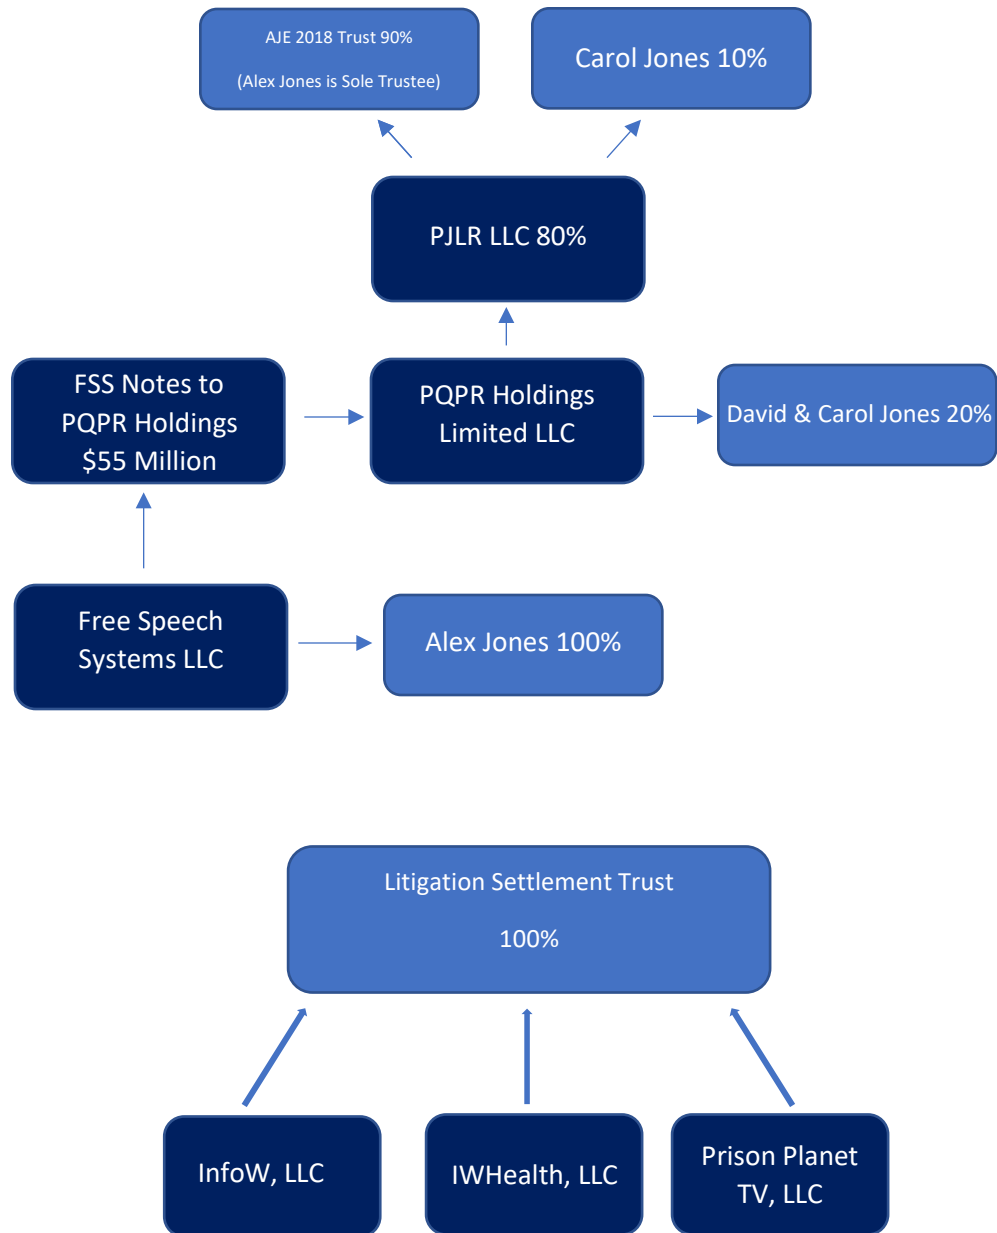 AJE 2018 Trust 90%
(Alex Jones is Sole Trustee)
Carol Jones 10%
PJLR LLC 80%
FSS Notes to
PQPR Holdings
$55 Million
PQPR Holdings
Limited LLC
David & Carol Jones 20%
Free Speech
Systems LLC
Alex Jones 100%
Litigation Settlement Trust
100%
InfoW, LLC
IWHealth, LLC
Prison Planet
TV, LLC